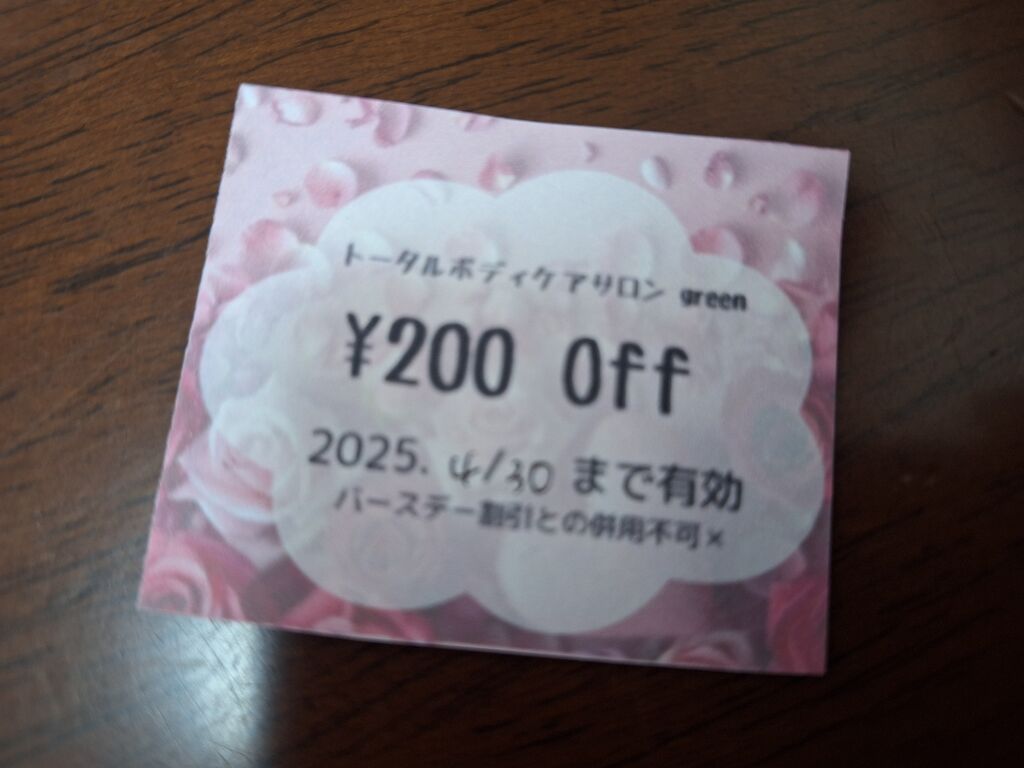 トータルボディケアサロン green
¥200 Off
2025. 4/30 まで有効
バースデー割引との併用不可×